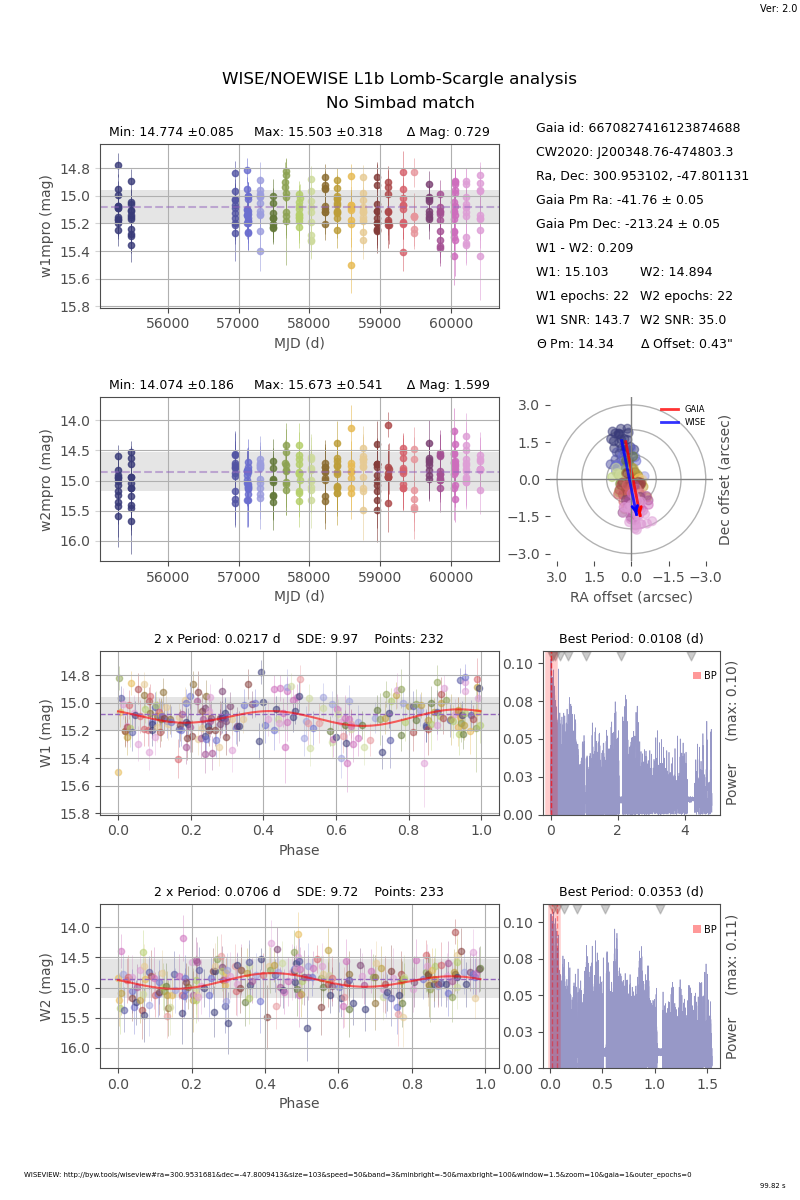 Ver: 2.0
WISE/NOEWISE L1b Lomb-Scargle analysis
No Simbad match
Min: 14.774 ±0.085 Max: 15.503 ±0.318 Δ Mag: 0.729
14.8
15.0
15.2
15.4
15.6
15.8
w1mpro (mag)
56000 57000 58000 59000 60000
MJD (d)
Gaia id: 6670827416123874688
CW2020: J200348.76-474803.3
Ra, Dec: 300.953102, -47.801131
Gaia Pm Ra: -41.76 ± 0.05
Gaia Pm Dec: -213.24 ± 0.05
W1 - W2: 0.209
W1: 15.103 W2: 14.894
W1 epochs: 22 W2 epochs: 22
W1 SNR: 143.7 W2 SNR: 35.0
Θ Pm: 14.34 Δ Offset: 0.43"
Min: 14.074 ±0.186 Max: 15.673 ±0.541 Δ Mag: 1.599
14.0
14.5
15.0
15.5
16.0
w2mpro (mag)
56000 57000 58000 59000 60000
MJD (d)
GAIA
WISE
3.0
1.5
0.0
−1.5
−3.0
Dec offset (arcsec)
3.0 1.5 0.0 −1.5 −3.0
RA offset (arcsec)
2 x Period: 0.0217 d SDE: 9.97 Points: 232
14.8
15.0
15.2
15.4
15.6
15.8
W1 (mag)
0.0 0.2 0.4 0.6 0.8 1.0
Phase
Best Period: 0.0108 (d)
BP
0.10
0.08
0.05
0.03
0.00
Power (max: 0.10)
0 2 4
2 x Period: 0.0706 d SDE: 9.72 Points: 233
14.0
14.5
15.0
15.5
16.0
W2 (mag)
0.0 0.2 0.4 0.6 0.8 1.0
Phase
Best Period: 0.0353 (d)
BP
0.10
0.08
0.05
0.03
0.00
Power (max: 0.11)
0.0 0.5 1.0 1.5
WISEVIEW: http://byw.tools/wiseview#ra=300.9531681&dec=-47.8009413&size=103&speed=50&band=3&minbright=-50&maxbright=100&window=1.5&zoom=10&gaia=1&outer_epochs=0
99.82 s